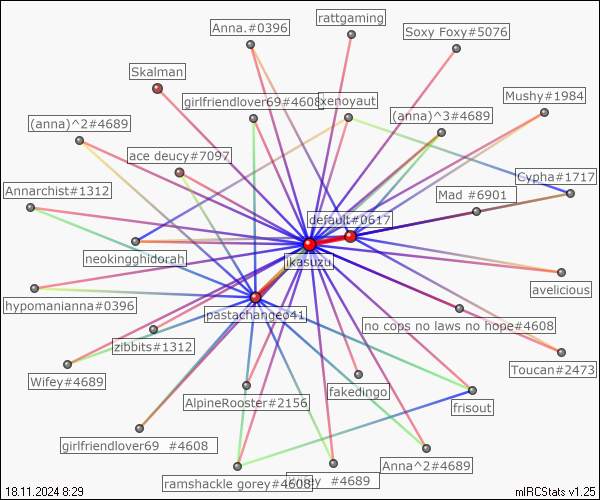 Anna.#0396
rattgaming
Soxy Foxy#5076
Skalman
girlfriendlover69#4608
xenoyaut
Mushy#1984
(anna)^2#4689
(anna)^3#4689
ace deucy#7097
Cypha#1717
Annarchist#1312
Mad #6901
default#0617
neokingghidorah
ikasuzu
avelicious
hypomanianana#0396
pastachangeo41
no cops no laws no hope#4608
zibbits#1312
Toucan#2473
Wifey#4689
AlpineRooster#2156
fakedingo
frisout
girlfriendlover69 #4608
Anna^2#4689
ramshackle gorey#4608
#4689
18.11.2024 8:29
mIRCStats v1.25